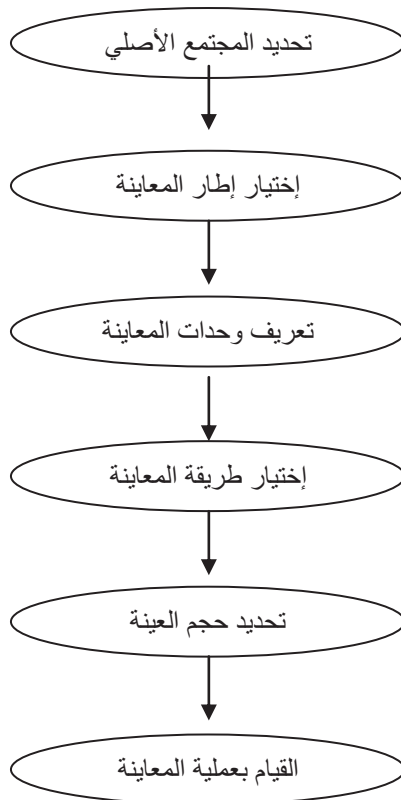 تحديد المجتمع الأصلي
إختيار إطار المعاينة
تعريف وحدات المعاينة
إختيار طريقة المعاينة
تحديد حجم العينة
القيام بعملية المعاينة